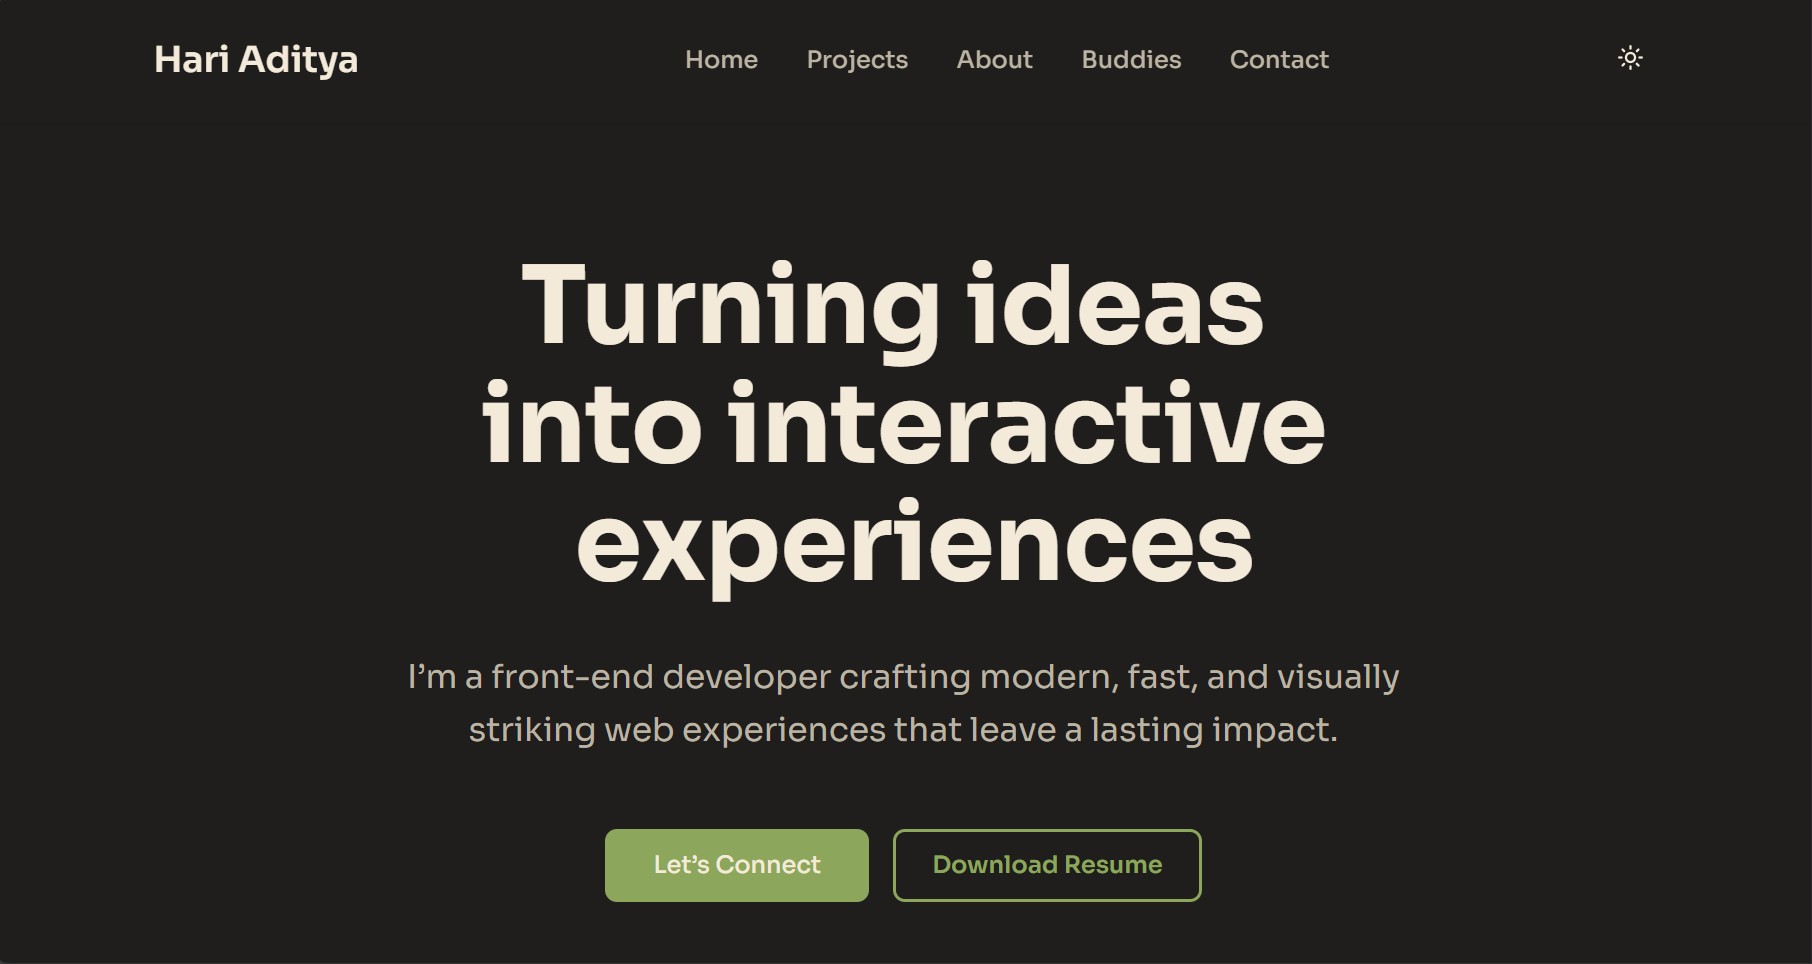 Hari Aditya
Home Projects About Buddies Contact
Turning ideas
into interactive
experiences
I’m a front-end developer crafting modern, fast, and visually
striking web experiences that leave a lasting impact.
Let’s Connect Download Resume